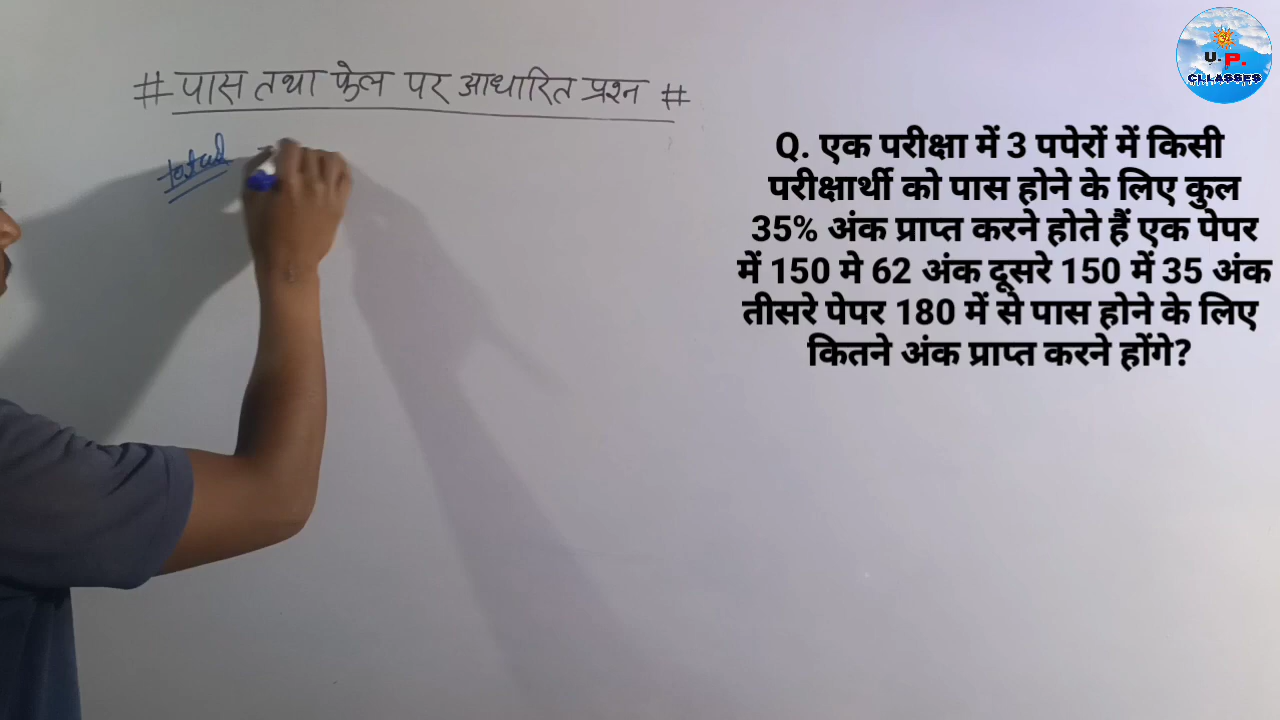 # पास तथा फेल पर आधारित प्रश्न #
total
U.P.
CLLASSES
Q. एक परीक्षा में 3 पपेरों में किसी
परीक्षार्थी को पास होने के लिए कुल
35% अंक प्राप्त करने होते हैं एक पेपर
में 150 मे 62 अंक दूसरे 150 में 35 अंक
तीसरे पेपर 180 में से पास होने के लिए
कितने अंक प्राप्त करने होंगे?